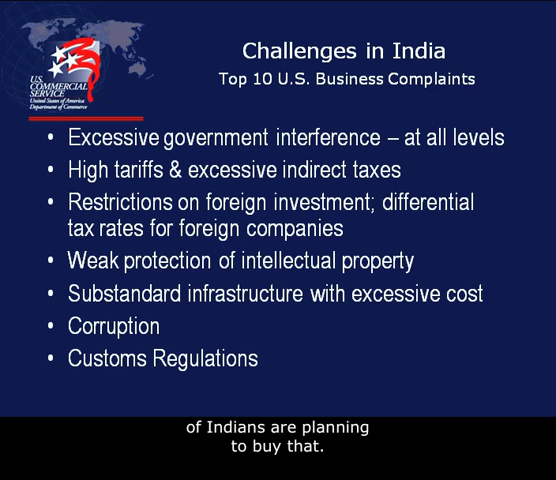 Challenges in India
Top 10 U.S. Business Complaints
U.S.
COMMERCIAL
SERVICE
United States of America
Department of Commerce
• Excessive government interference – at all levels
• High tariffs & excessive indirect taxes
• Restrictions on foreign investment; differential
tax rates for foreign companies
• Weak protection of intellectual property
• Substandard infrastructure with excessive cost
• Corruption
• Customs Regulations
of Indians are planning
to buy that.